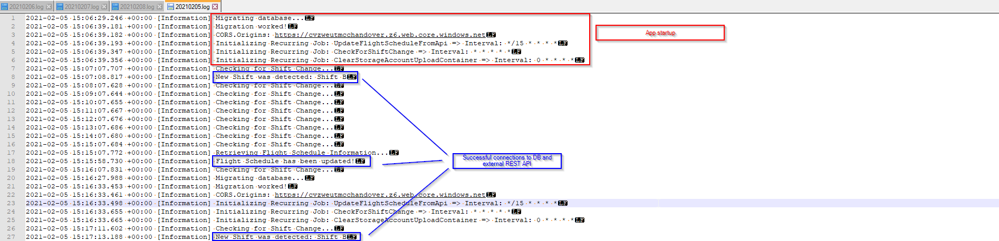 20210206.log 20210207.log 20210208.log 20210205.log
1 2021-02-05 15:06:29.246 +00:00 [Information] Migrating database...LF
2 2021-02-05 15:06:39.181 +00:00 [Information] Migration worked!LF
3 2021-02-05 15:06:39.182 +00:00 [Information] CORS.Origins: https://cvzweutmcchandover.z6.web.core.windows.netLF
App startup
4 2021-02-05 15:06:39.193 +00:00 [Information] Initializing Recurring Job: UpdateFlightScheduleFromApi => Interval: */15 * * * *LF
5 2021-02-05 15:06:39.347 +00:00 [Information] Initializing Recurring Job: CheckForShiftChange => Interval: * * * * *LF
6 2021-02-05 15:06:39.356 +00:00 [Information] Initializing Recurring Job: ClearStorageAccountUploadContainer => Interval: 0 * * * *LF
7 2021-02-05 15:07:07.707 +00:00 [Information] Checking for Shift Change...LF
8 2021-02-05 15:07:08.817 +00:00 [Information] New Shift was detected: Shift BLF
9 2021-02-05 15:08:07.628 +00:00 [Information] Checking for Shift Change...LF
10 2021-02-05 15:09:07.644 +00:00 [Information] Checking for Shift Change...LF
11 2021-02-05 15:10:07.655 +00:00 [Information] Checking for Shift Change...LF
12 2021-02-05 15:11:07.667 +00:00 [Information] Checking for Shift Change...LF
13 2021-02-05 15:12:07.676 +00:00 [Information] Checking for Shift Change...LF
14 2021-02-05 15:13:07.686 +00:00 [Information] Checking for Shift Change...LF
15 2021-02-05 15:14:07.680 +00:00 [Information] Checking for Shift Change...LF
16 2021-02-05 15:15:07.684 +00:00 [Information] Checking for Shift Change...LF
17 2021-02-05 15:15:07.772 +00:00 [Information] Retrieving Flight Schedule Information...LF
18 2021-02-05 15:15:58.730 +00:00 [Information] Flight Schedule has been updated!LF
Successful connections to DB and
external REST API
19 2021-02-05 15:16:07.831 +00:00 [Information] Checking for Shift Change...LF
20 2021-02-05 15:16:27.988 +00:00 [Information] Migrating database...LF
21 2021-02-05 15:16:33.453 +00:00 [Information] Migration worked!LF
22 2021-02-05 15:16:33.461 +00:00 [Information] CORS.Origins: https://cvzweutmcchandover.z6.web.core.windows.netLF
23 2021-02-05 15:16:33.498 +00:00 [Information] Initializing Recurring Job: UpdateFlightScheduleFromApi => Interval: */15 * * * *LF
24 2021-02-05 15:16:33.655 +00:00 [Information] Initializing Recurring Job: CheckForShiftChange => Interval: * * * * *LF
25 2021-02-05 15:16:33.665 +00:00 [Information] Initializing Recurring Job: ClearStorageAccountUploadContainer => Interval: 0 * * * *LF
26 2021-02-05 15:17:11.602 +00:00 [Information] Checking for Shift Change...LF
27 2021-02-05 15:17:13.188 +00:00 [Information] New Shift was detected: Shift BLF